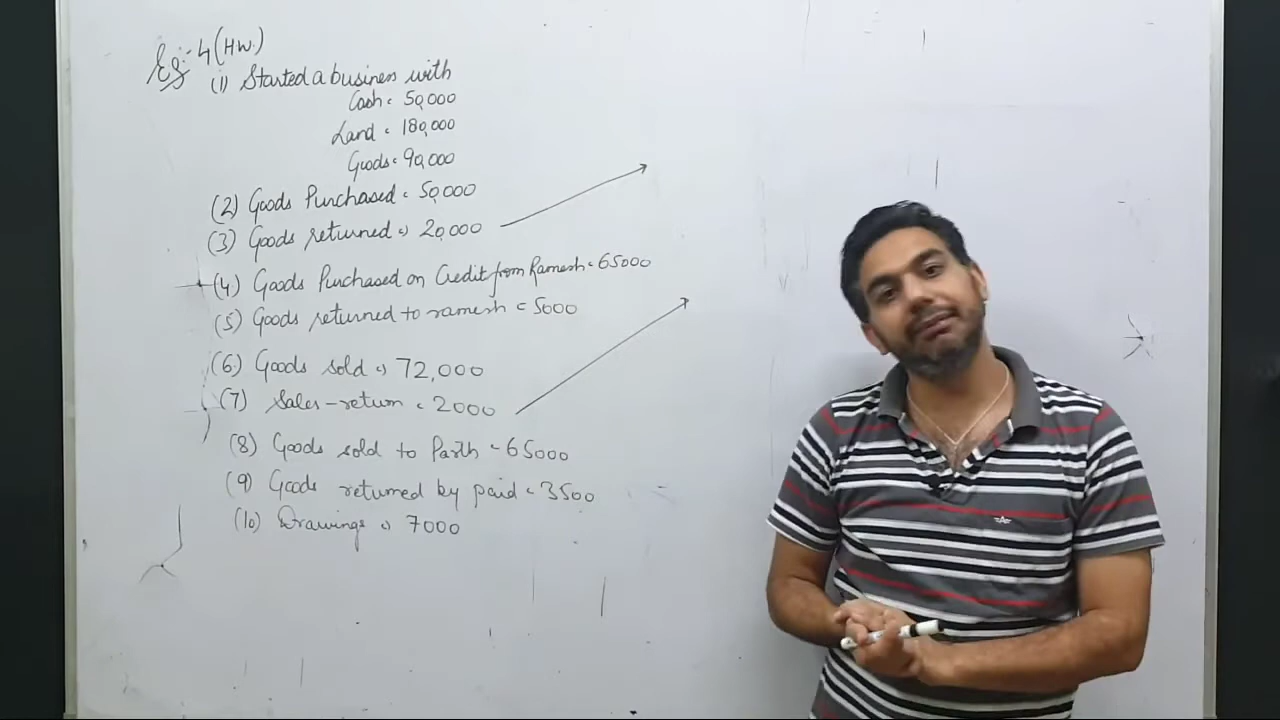 Eg:- 4 (HW.)
(1) Started a business with
Cash = 50,000
Land = 180,000
Goods = 90,000
(2) Goods Purchased = 50,000
(3) Goods returned = 20,000
(4) Goods Purchased on Credit from Ramesh = 65000
(5) Goods returned to ramesh = 5000
(6) Goods sold = 72,000
(7) Sales-return = 2000
(8) Goods sold to Parth = 65000
(9) Goods returned by paid = 3500
(10) Drawings = 7000